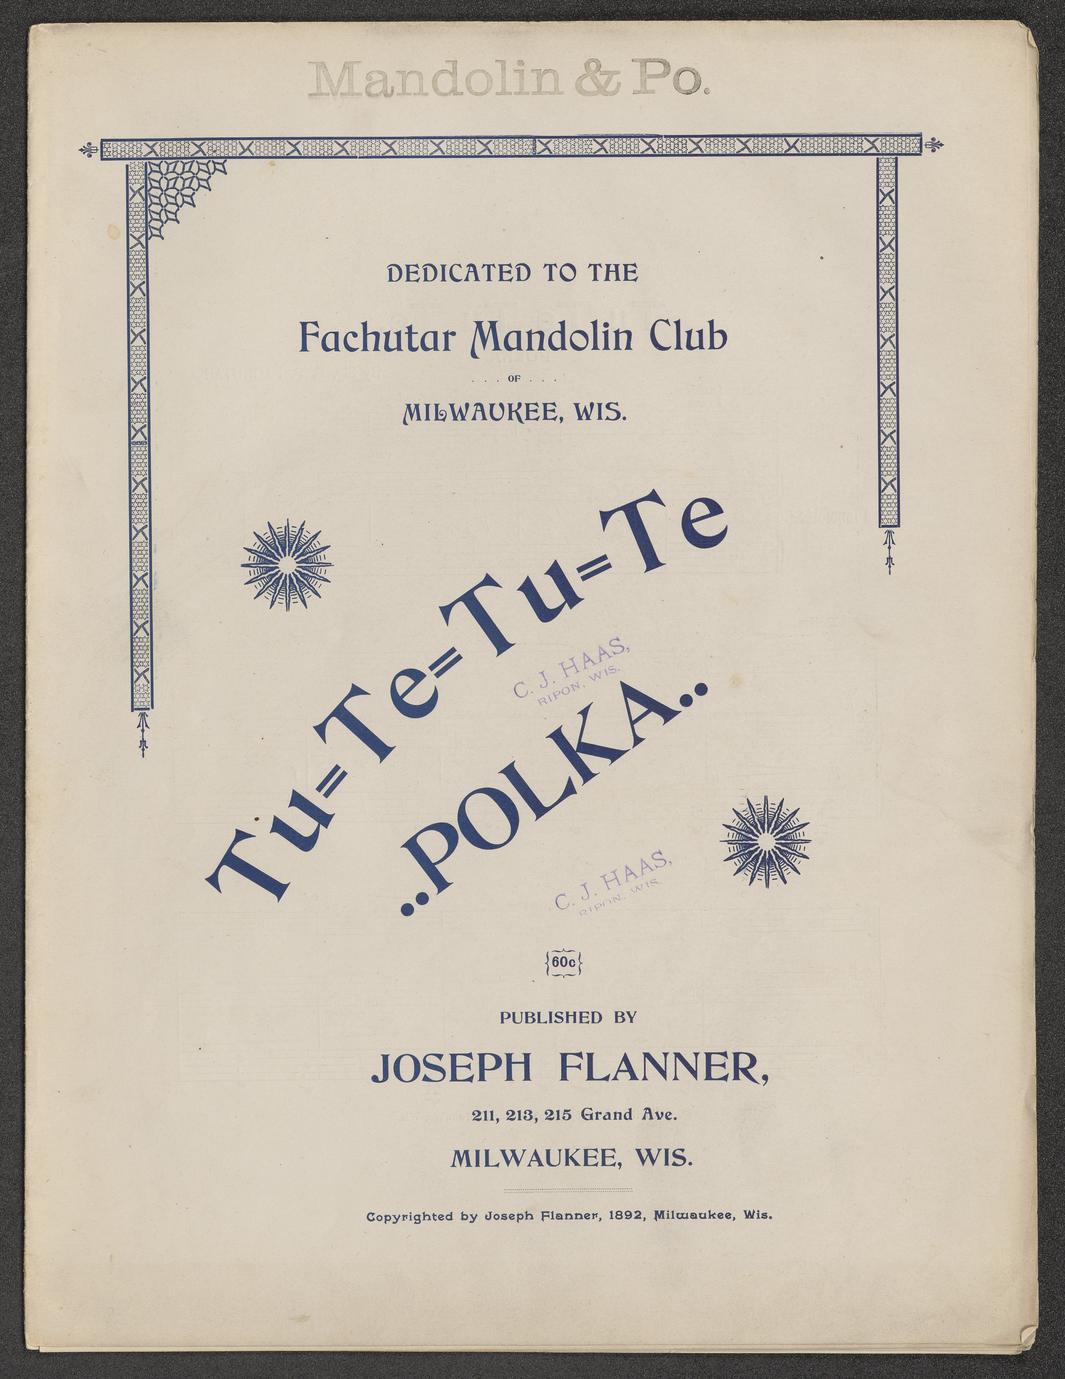 Mandolin & Po.
DEDICATED TO THE
Fachutar Mandolin Club
. . . OF . . .
MILWAUKEE, WIS.
Tu=Te=Tu=Te
..POLKA..
C. J. HAAS,
RIPON, WIS.
C. J. HAAS,
RIPON, WIS.
{60c}
PUBLISHED BY
JOSEPH FLANNER,
211, 213, 215 Grand Ave.
MILWAUKEE, WIS.
Copyrighted by Joseph Flanner, 1892, Milwaukee, Wis.